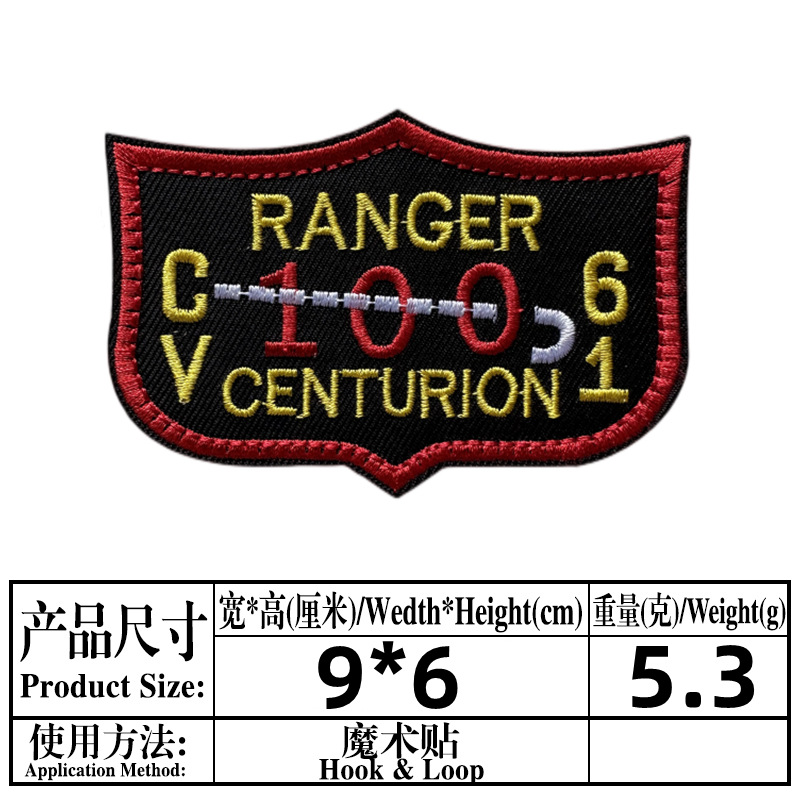 RANGER
C 100 6
V CENTURION 1
产品尺寸
Product Size:
宽*高(厘米)/Wedth*Height(cm)
重量(克)/Weight(g)
9*6
5.3
使用方法:
Application Method:
魔术贴
Hook & Loop